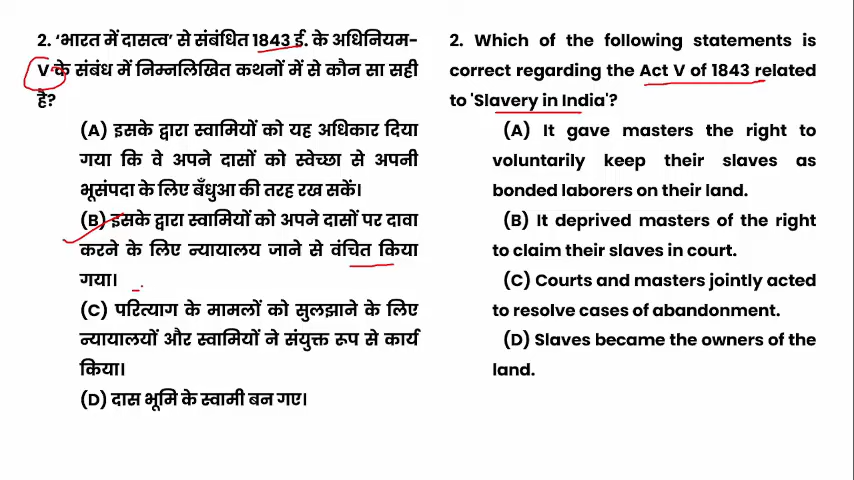 2. ‘भारत में दासत्व’ से संबंधित 1843 ई. के अधिनियम-
V के संबंध में निम्नलिखित कथनों में से कौन सा सही
है?
(A) इसके द्वारा स्वामियों को यह अधिकार दिया
गया कि वे अपने दासों को स्वेच्छा से अपनी
भूसंपदा के लिए बँधुआ की तरह रख सकें।
(B) इसके द्वारा स्वामियों को अपने दासों पर दावा
करने के लिए न्यायालय जाने से वंचित किया
गया।
(C) परित्याग के मामलों को सुलझाने के लिए
न्यायालयों और स्वामियों ने संयुक्त रूप से कार्य
किया।
(D) दास भूमि के स्वामी बन गए।
2. Which of the following statements is
correct regarding the Act V of 1843 related
to 'Slavery in India'?
(A) It gave masters the right to
voluntarily keep their slaves as
bonded laborers on their land.
(B) It deprived masters of the right
to claim their slaves in court.
(C) Courts and masters jointly acted
to resolve cases of abandonment.
(D) Slaves became the owners of the
land.